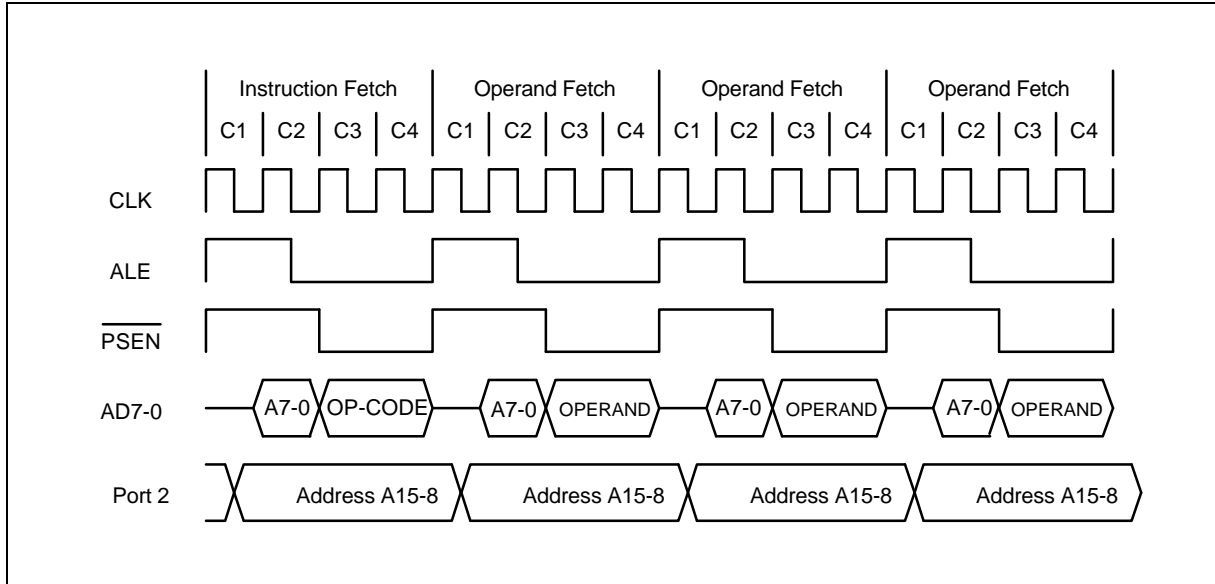 Instruction Fetch Operand Fetch Operand Fetch Operand Fetch
C1 C2 C3 C4 C1 C2 C3 C4 C1 C2 C3 C4 C1 C2 C3 C4
CLK
ALE
PSEN
AD7-0 A7-0 OP-CODE A7-0 OPERAND A7-0 OPERAND A7-0 OPERAND
Port 2 Address A15-8 Address A15-8 Address A15-8 Address A15-8